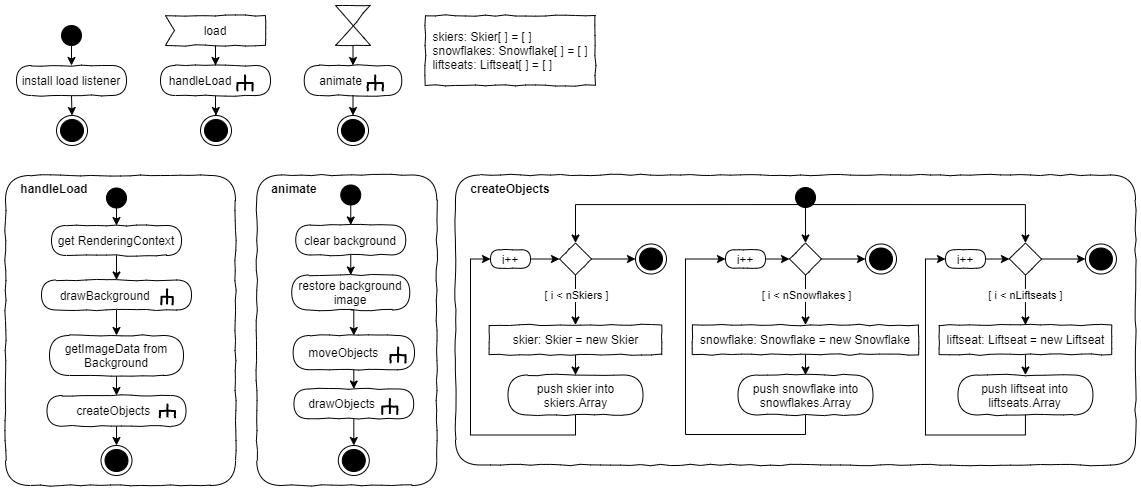 load
skiers: Skier[ ] = [ ]
snowflakes: Snowflake[ ] = [ ]
liftseats: Liftseat[ ] = [ ]
install load listener
handleLoad
animate
handleLoad
get RenderingContext
drawBackground
getImageData from
Background
createObjects
animate
clear background
restore background
image
moveObjects
drawObjects
createObjects
i++
[ i < nSkiers ]
skier: Skier = new Skier
push skier into
skiers.Array
i++
[ i < nSnowflakes ]
snowflake: Snowflake = new Snowflake
push snowflake into
snowflakes.Array
i++
[ i < nLiftseats ]
liftseat: Liftseat = new Liftseat
push liftseat into
liftseats.Array